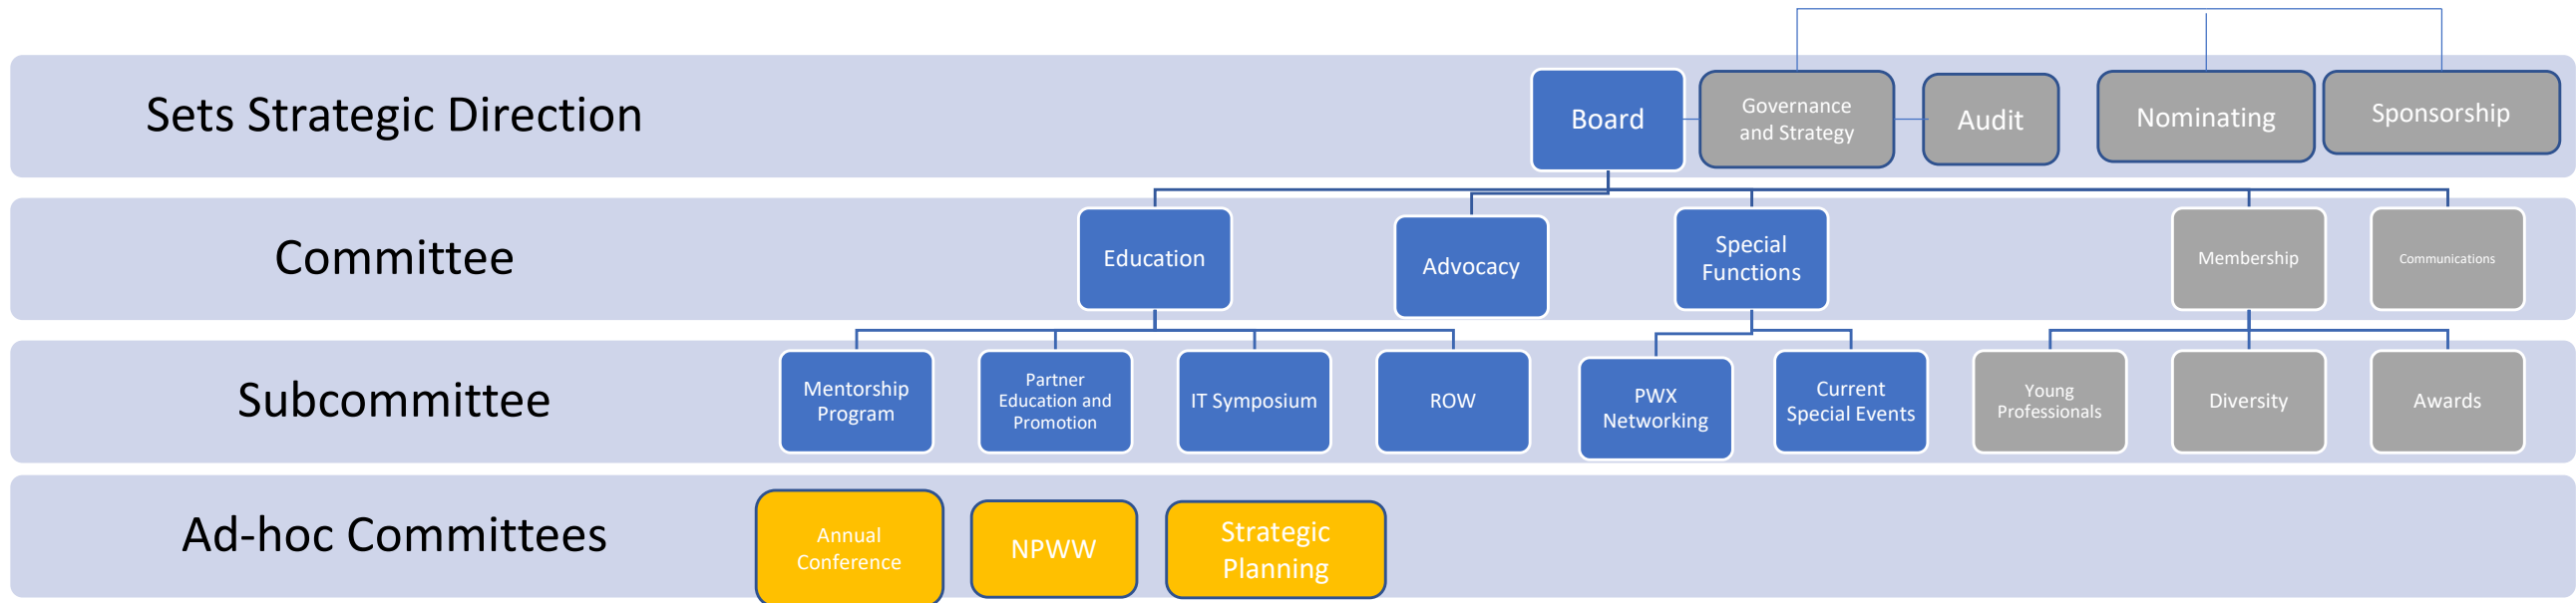 Sets Strategic Direction
Board
Governance
and Strategy
Audit
Nominating
Sponsorship
Committee
Education
Advocacy
Special
Functions
Membership
Communications
Subcommittee
Mentorship
Program
Partner
Education and
Promotion
IT Symposium
ROW
PWX
Networking
Current
Special Events
Young
Professionals
Diversity
Awards
Ad-hoc Committees
Annual
Conference
NPWW
Strategic
Planning